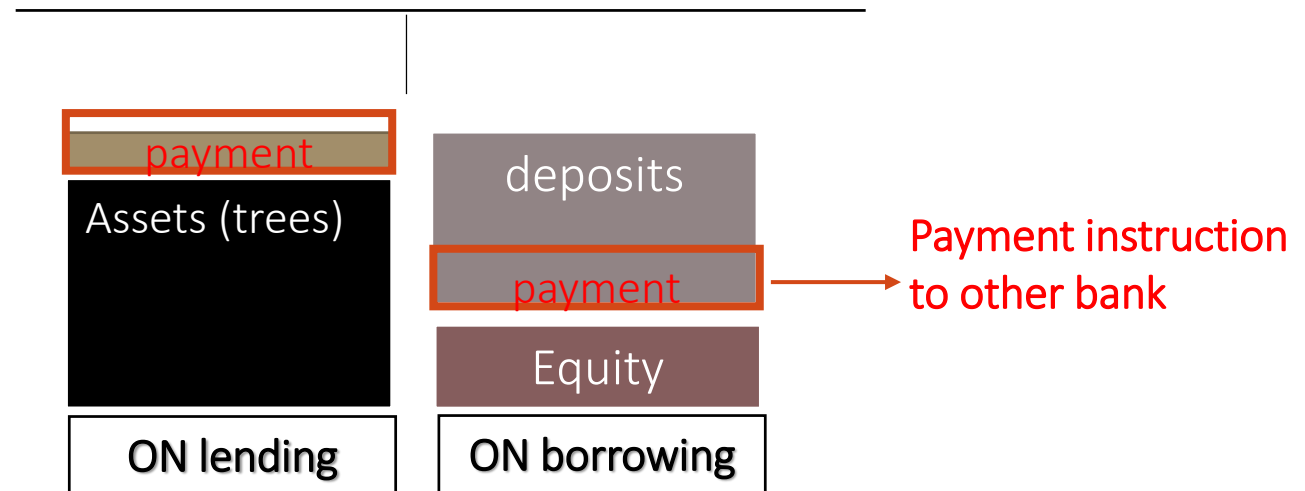 payment
Assets (trees)
ON lending
deposits
payment
Equity
ON borrowing
Payment instruction
to other bank